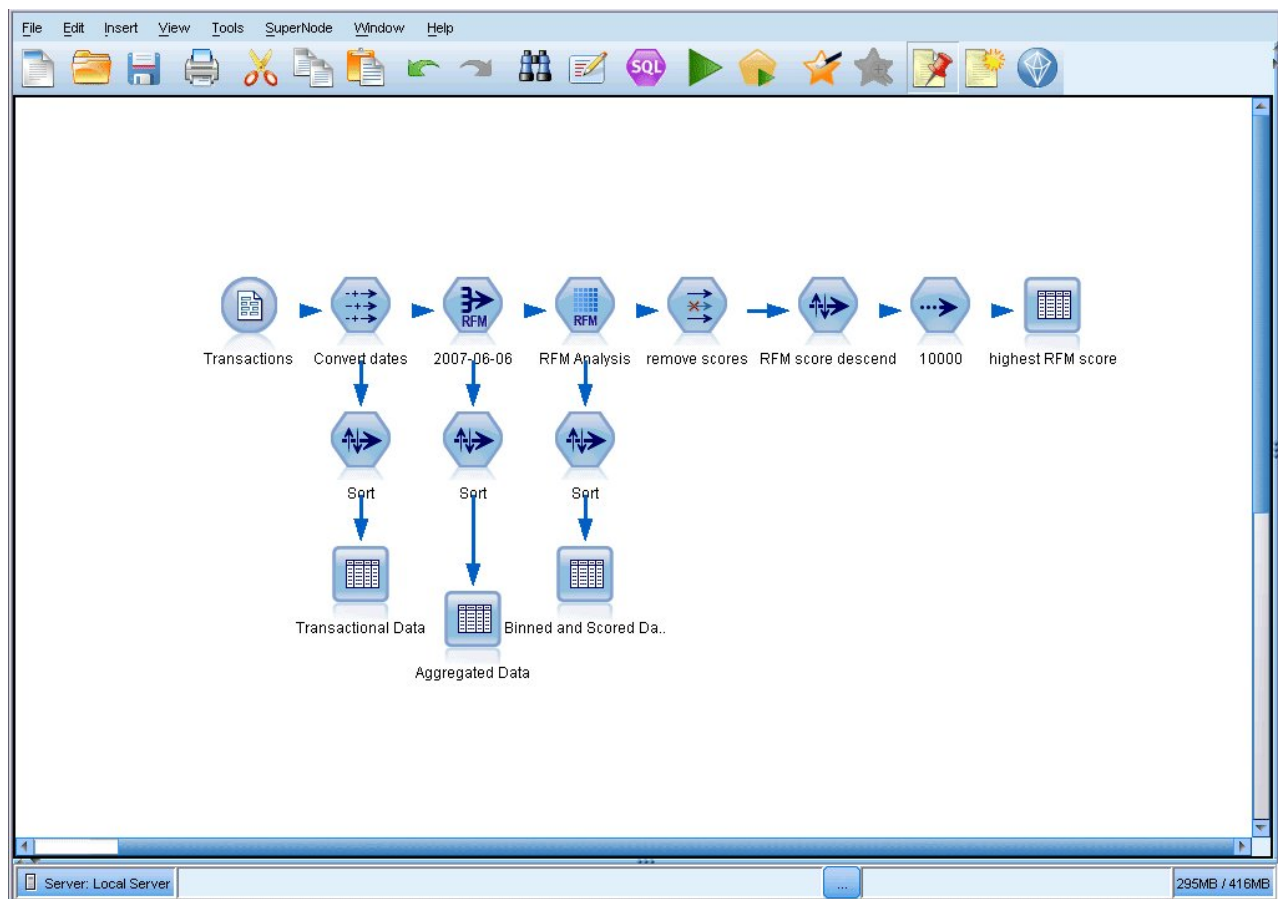 File Edit Insert View Tools SuperNode Window Help
SQL
RFM
RFM
Transactions Convert dates 2007-06-06 RFM Analysis remove scores RFM score descend 10000 highest RFM score
Sort Sort Sort
Transactional Data Binned and Scored Da..
Aggregated Data
Server: Local Server ... 295MB / 416MB